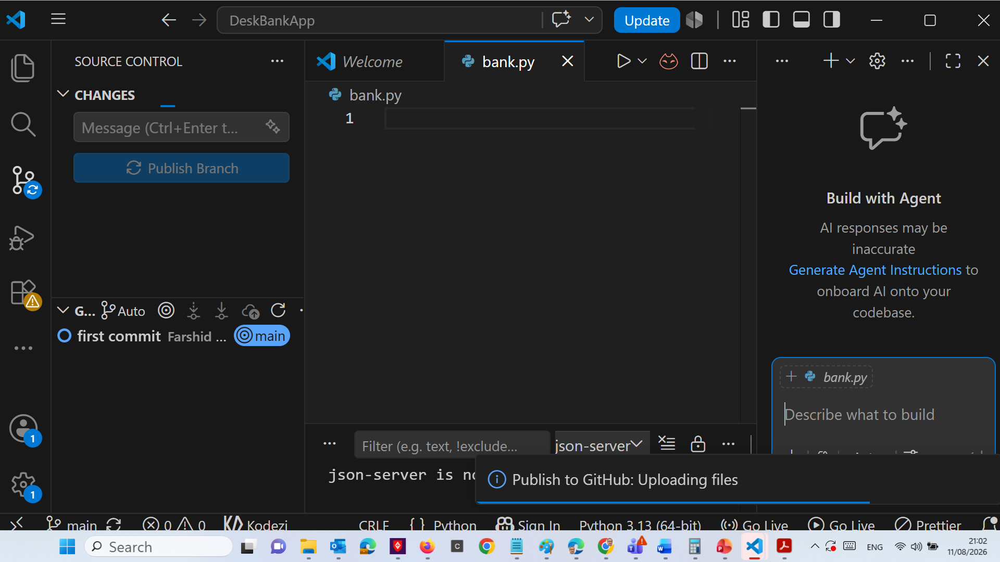 DeskBankApp
Update
SOURCE CONTROL
CHANGES
Message (Ctrl+Enter t...
Publish Branch
G... Auto
first commit Farshid ... main
Welcome
bank.py
bank.py
1
Filter (e.g. text, !exclude...
json-server
json-server is
Build with Agent
AI responses may be
inaccurate
Generate Agent Instructions to
onboard AI onto your
codebase.
bank.py
Describe what to build
Publish to GitHub: Uploading files
1
1
main 0 0 Kodezi CRLF { } Python Sign In Python 3.13 (64-bit) Go Live Go Live Prettier
Search
ENG
21:02
11/08/2026